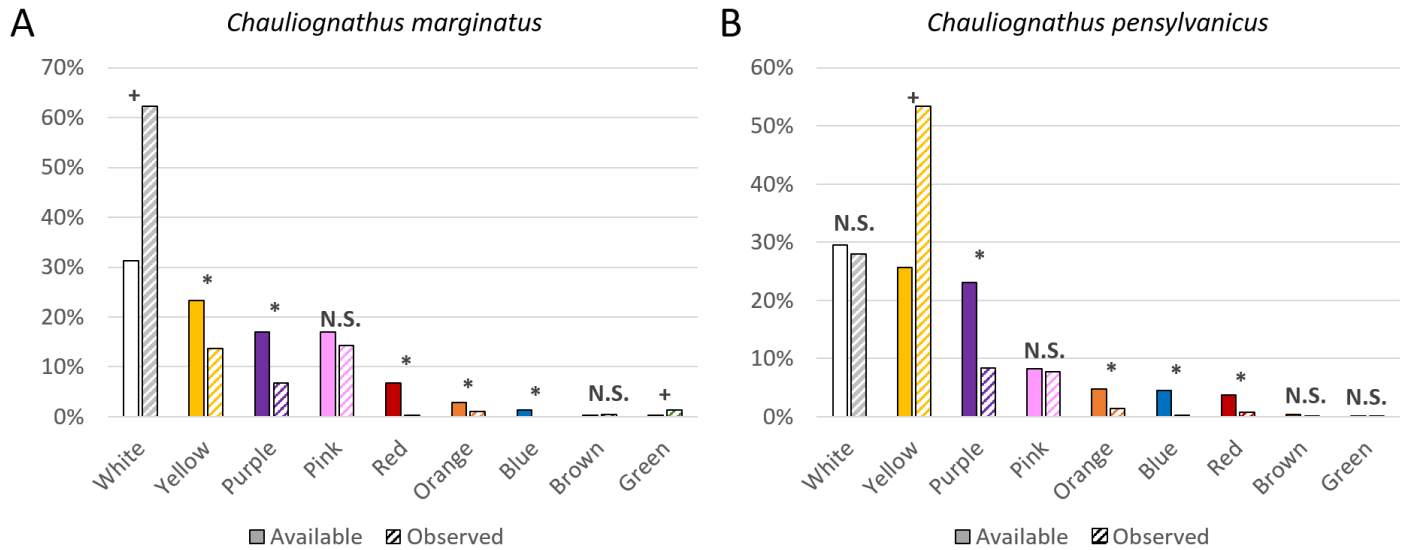 A
Chauliognathus marginatus
70%
60%
50%
40%
30%
20%
10%
0%
+
*
*
N.S.
*
*
*
N.S.
+
White
Yellow
Purple
Pink
Red
Orange
Blue
Brown
Green
Available
Observed
B
Chauliognathus pensylvanicus
60%
50%
40%
30%
20%
10%
0%
N.S.
+
*
N.S.
*
*
*
N.S.
N.S.
White
Yellow
Purple
Pink
Orange
Blue
Red
Brown
Green
Available
Observed